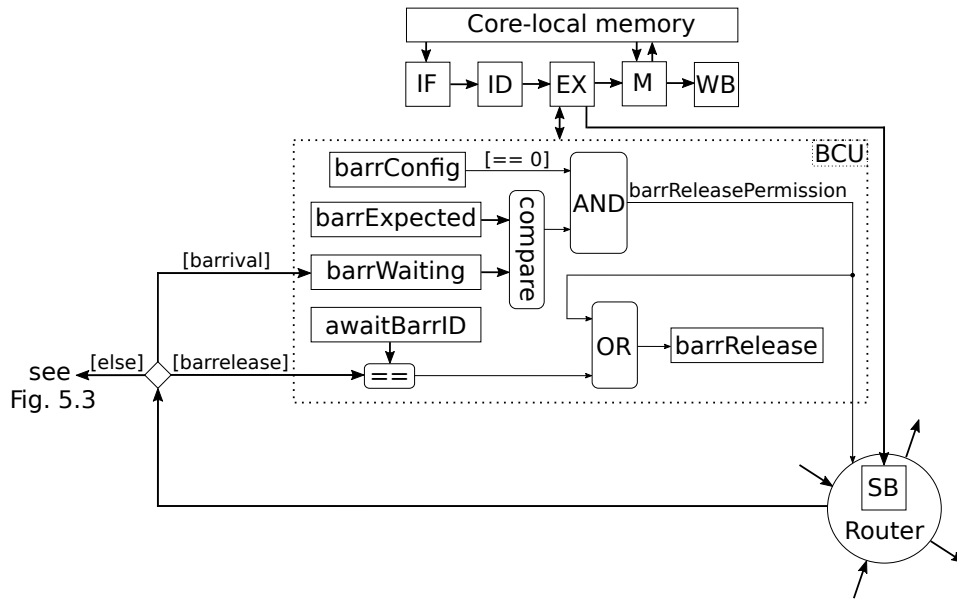 Core-local memory
IF
ID
EX
M
WB
BCU
barrConfig
[== 0]
AND
barrReleasePermission
barrExpected
compare
[barrival]
barrWaiting
awaitBarrID
OR
barrRelease
see
Fig. 5.3
[else]
[barrelease]
==
SB
Router